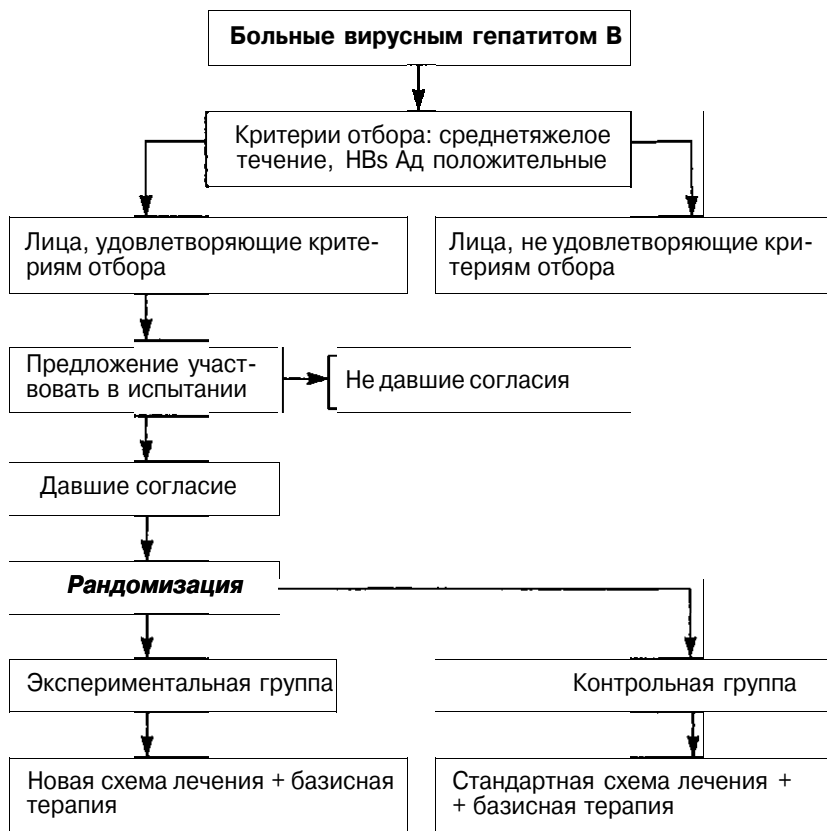 Больные вирусным гепатитом В
Критерии отбора: среднетяжелое
течение, HBs Ад положительные
Лица, удовлетворяющие крите-
риям отбора
Лица, не удовлетворяющие кри-
териям отбора
Предложение участ-
вовать в испытании
Не давшие согласия
Давшие согласие
Рандомизация
Экспериментальная группа
Контрольная группа
Новая схема лечения + базисная
терапия
Стандартная схема лечения +
+ базисная терапия